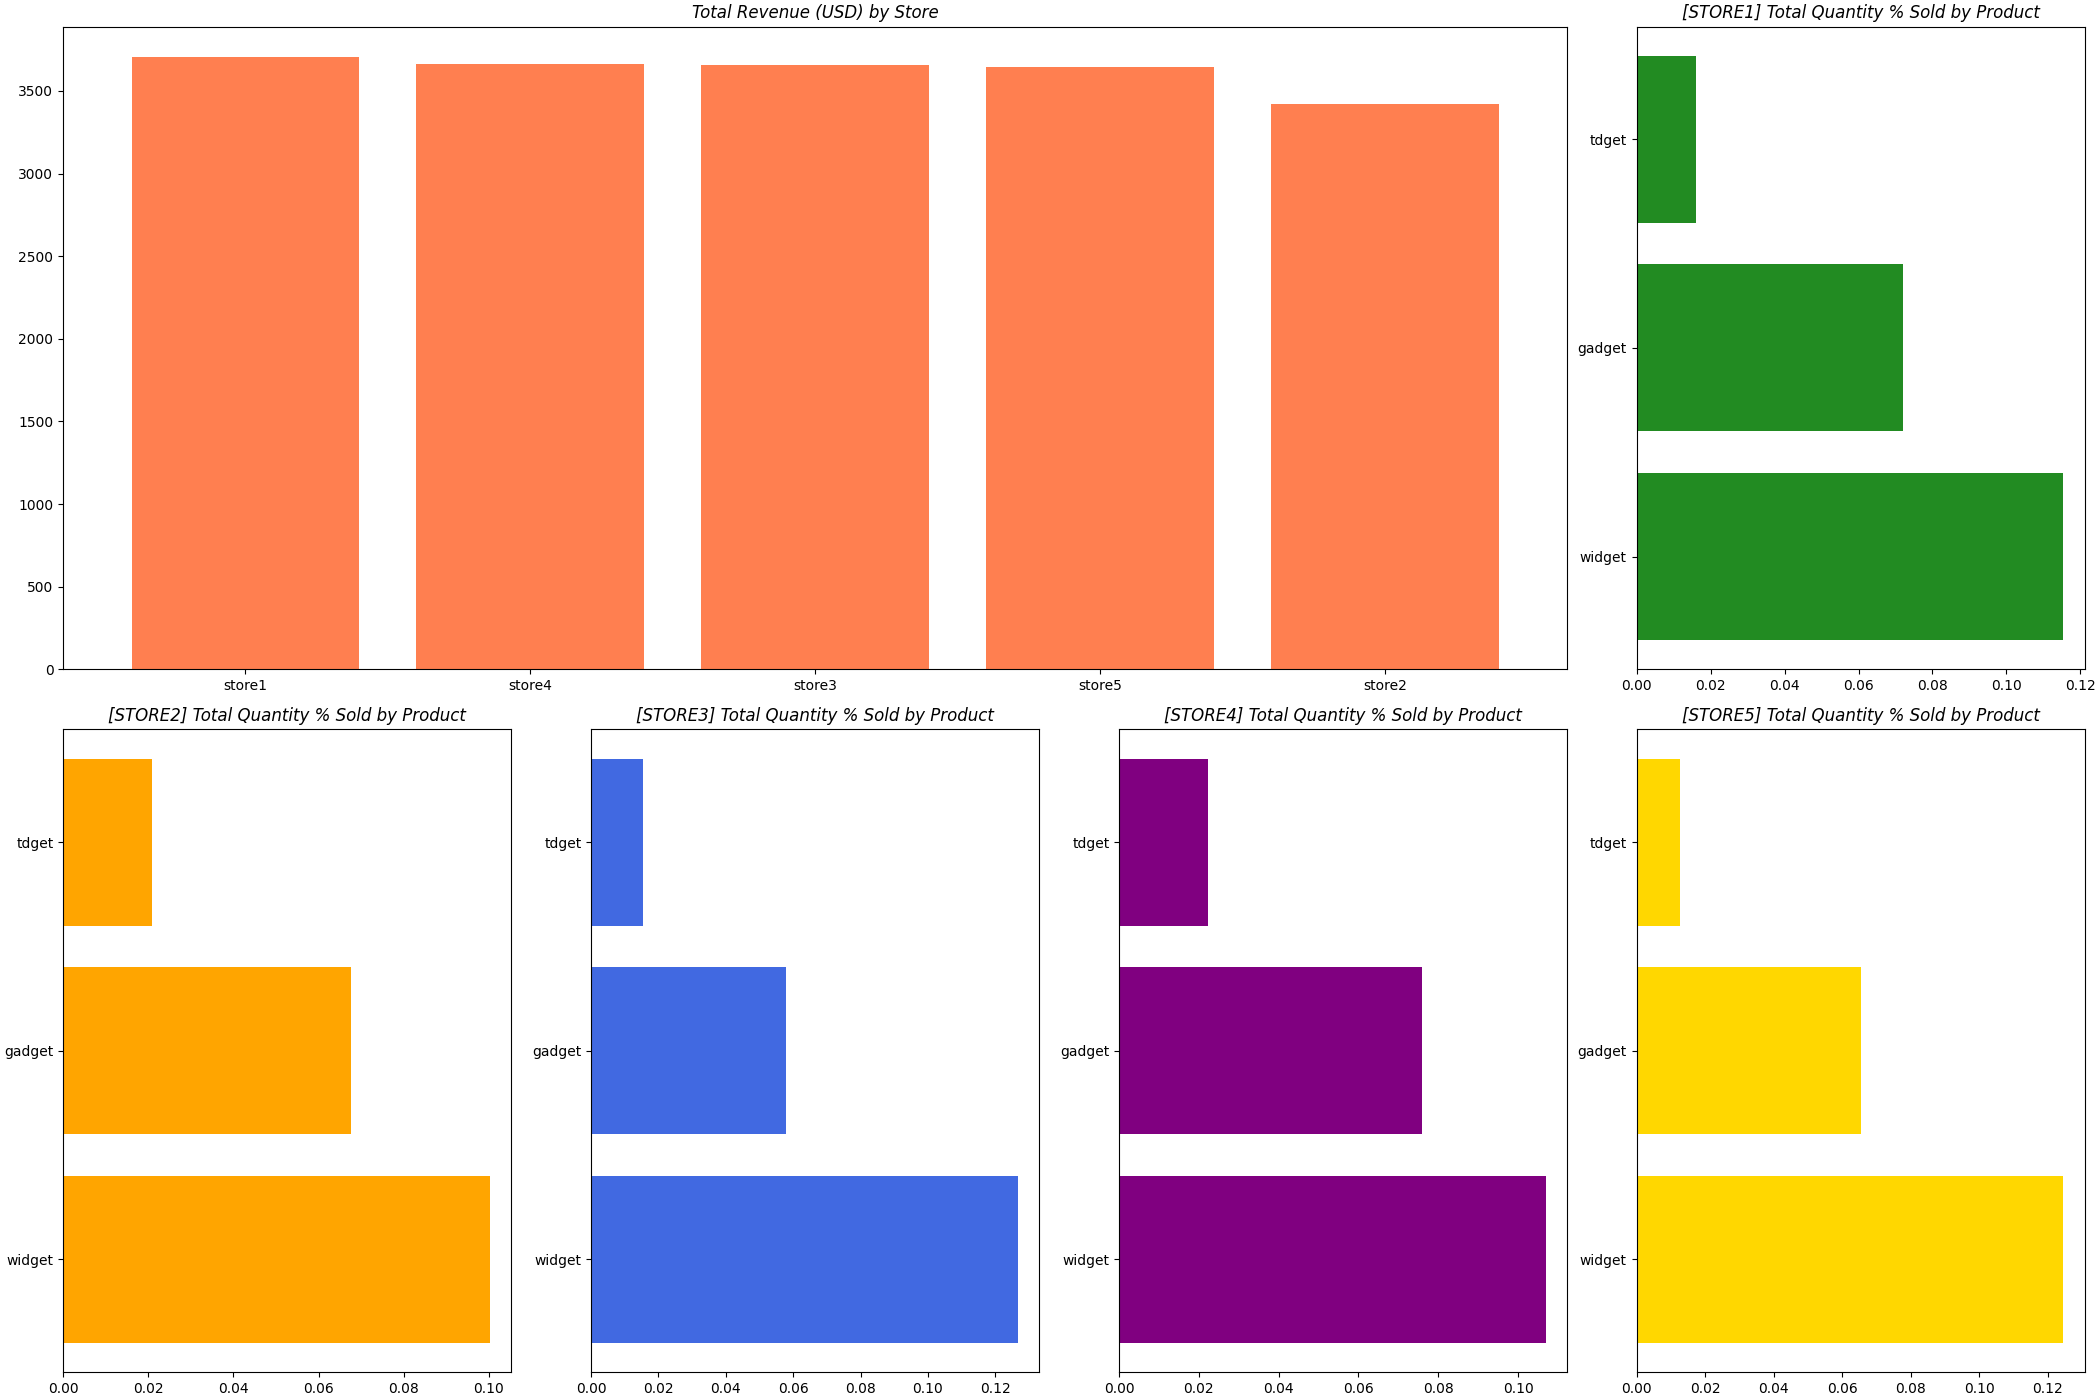 Total Revenue (USD) by Store
3500
3000
2500
2000
1500
1000
500
0
store1 store4 store3 store5 store2
[STORE1] Total Quantity % Sold by Product
tdget
gadget
widget
0.00 0.02 0.04 0.06 0.08 0.10 0.12
[STORE2] Total Quantity % Sold by Product
tdget
gadget
widget
0.00 0.02 0.04 0.06 0.08 0.10
[STORE3] Total Quantity % Sold by Product
tdget
gadget
widget
0.00 0.02 0.04 0.06 0.08 0.10 0.12
[STORE4] Total Quantity % Sold by Product
tdget
gadget
widget
0.00 0.02 0.04 0.06 0.08 0.10
[STORE5] Total Quantity % Sold by Product
tdget
gadget
widget
0.00 0.02 0.04 0.06 0.08 0.10 0.12